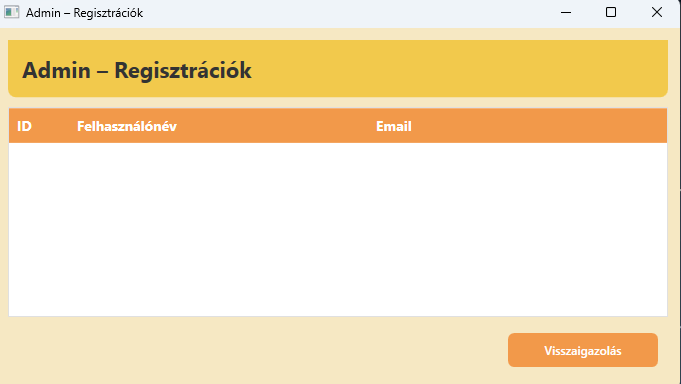 Admin – Regisztrációk
Admin – Regisztrációk
ID Felhasználónév Email
Visszaigazolás